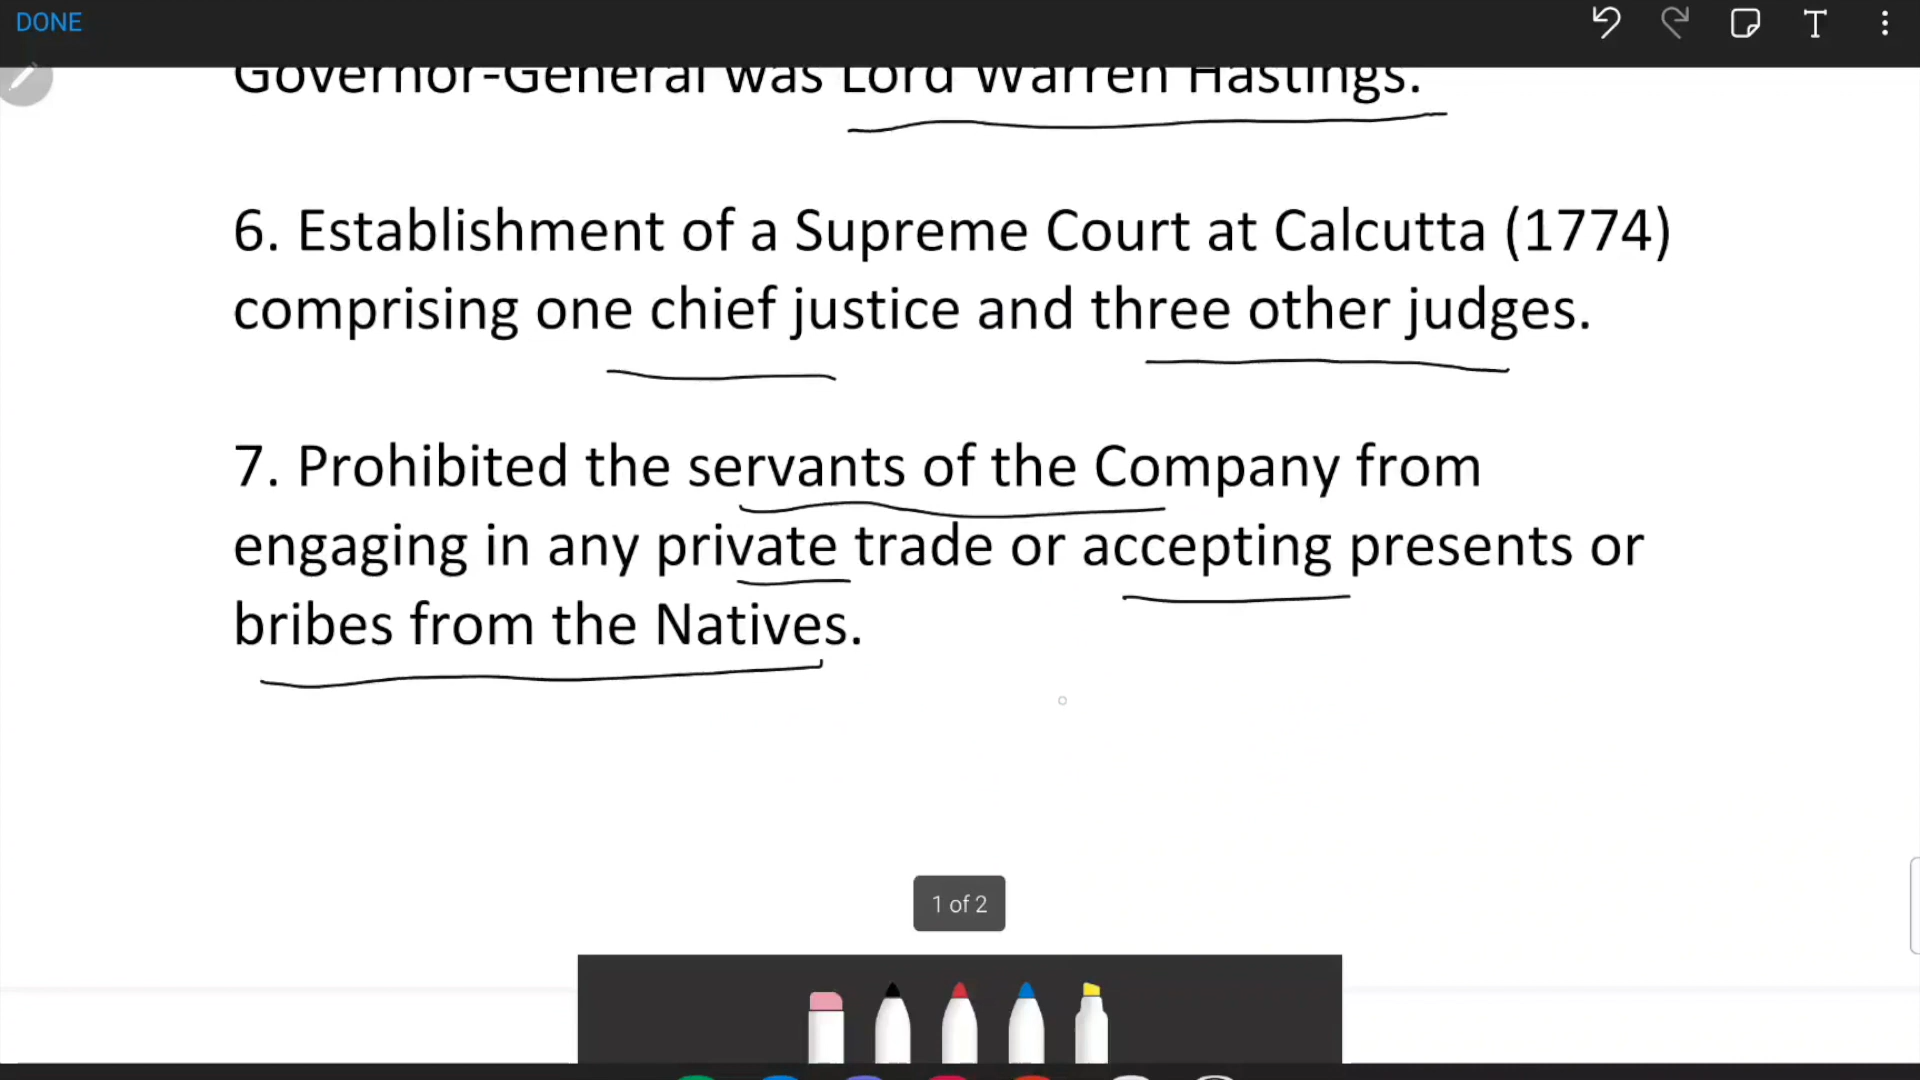 DONE
Governor-General was Lord Warren Hastings.
6. Establishment of a Supreme Court at Calcutta (1774)
comprising one chief justice and three other judges.
7. Prohibited the servants of the Company from
engaging in any private trade or accepting presents or
bribes from the Natives.
1 of 2